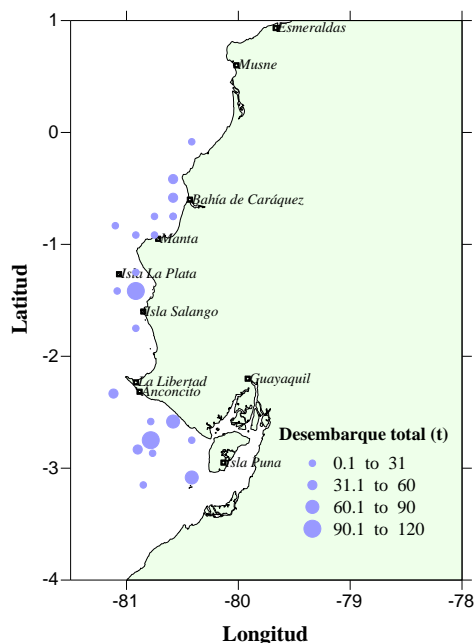 1
Esmeraldas
Musne
0
Bahía de Caráquez
-1
Manta
Isla La Plata
Isla Salango
-2
La Libertad
Guayaquil
Anconcito
Desembarque total (t)
Isla Puna
0.1 to 31
-3
31.1 to 60
60.1 to 90
90.1 to 120
-4
-81
-80
-79
-78
Latitud
Longitud